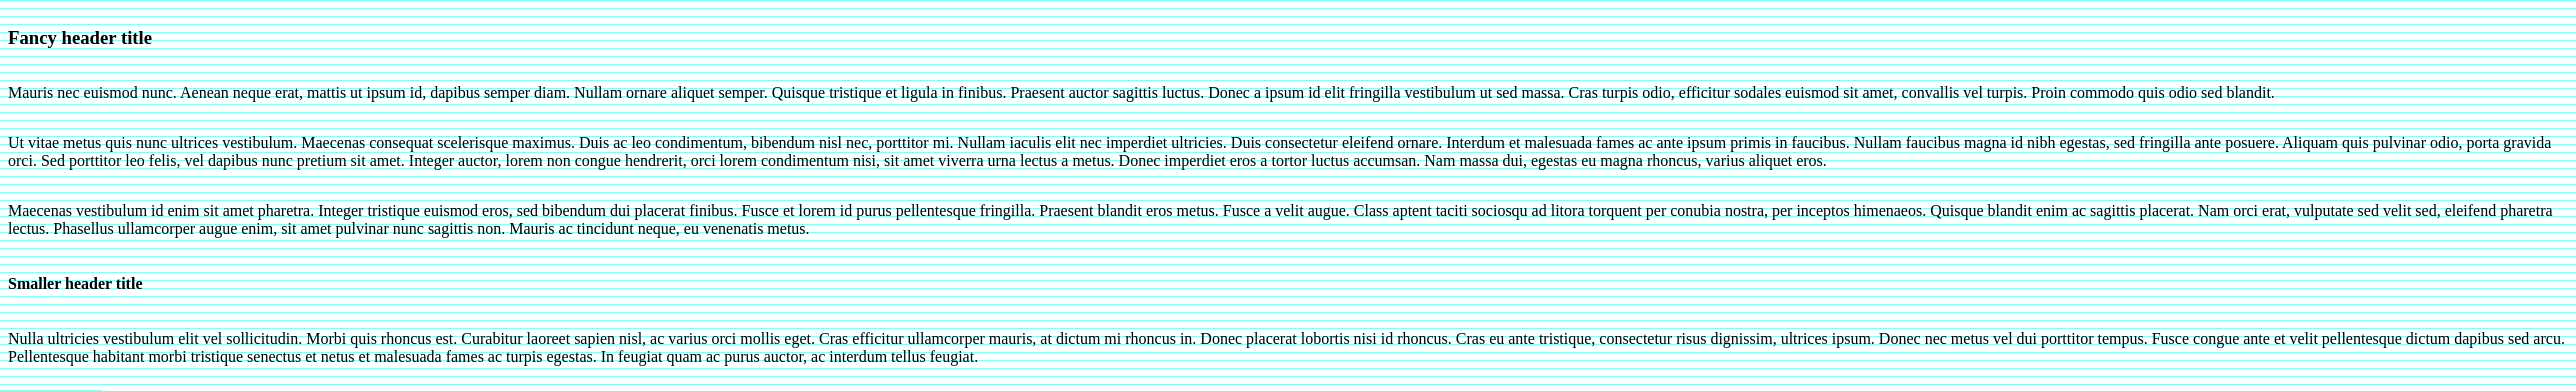 Fancy header title
Mauris nec euismod nunc. Aenean neque erat, mattis ut ipsum id, dapibus semper diam. Nullam ornare aliquet semper. Quisque tristique et ligula in finibus. Praesent auctor sagittis luctus. Donec a ipsum id elit fringilla vestibulum ut sed massa. Cras turpis odio, efficitur sodales euismod sit amet, convallis vel turpis. Proin commodo quis odio sed blandit.
Ut vitae metus quis nunc ultrices vestibulum. Maecenas consequat scelerisque maximus. Duis ac leo condimentum, bibendum nisl nec, porttitor mi. Nullam iaculis elit nec imperdiet ultricies. Duis consectetur eleifend ornare. Interdum et malesuada fames ac ante ipsum primis in faucibus. Nullam faucibus magna id nibh egestas, sed fringilla ante posuere. Aliquam quis pulvinar odio, porta gravida
orci. Sed porttitor leo felis, vel dapibus nunc pretium sit amet. Integer auctor, lorem non congue hendrerit, orci lorem condimentum nisi, sit amet viverra urna lectus a metus. Donec imperdiet eros a tortor luctus accumsan. Nam massa dui, egestas eu magna rhoncus, varius aliquet eros.
Maecenas vestibulum id enim sit amet pharetra. Integer tristique euismod eros, sed bibendum dui placerat finibus. Fusce et lorem id purus pellentesque fringilla. Praesent blandit eros metus. Fusce a velit augue. Class aptent taciti sociosqu ad litora torquent per conubia nostra, per inceptos himenaeos. Quisque blandit enim ac sagittis placerat. Nam orci erat, vulputate sed velit sed, eleifend pharetra
lectus. Phasellus ullamcorper augue enim, sit amet pulvinar nunc sagittis non. Mauris ac tincidunt neque, eu venenatis metus.
Smaller header title
Nulla ultricies vestibulum elit vel sollicitudin. Morbi quis rhoncus est. Curabitur laoreet sapien nisl, ac varius orci mollis eget. Cras efficitur ullamcorper mauris, at dictum mi rhoncus in. Donec placerat lobortis nisi id rhoncus. Cras eu ante tristique, consectetur risus dignissim, ultrices ipsum. Donec nec metus vel dui porttitor tempus. Fusce congue ante et velit pellentesque dictum dapibus sed arcu.
Pellentesque habitant morbi tristique senectus et netus et malesuada fames ac turpis egestas. In feugiat quam ac purus auctor, ac interdum tellus feugiat.